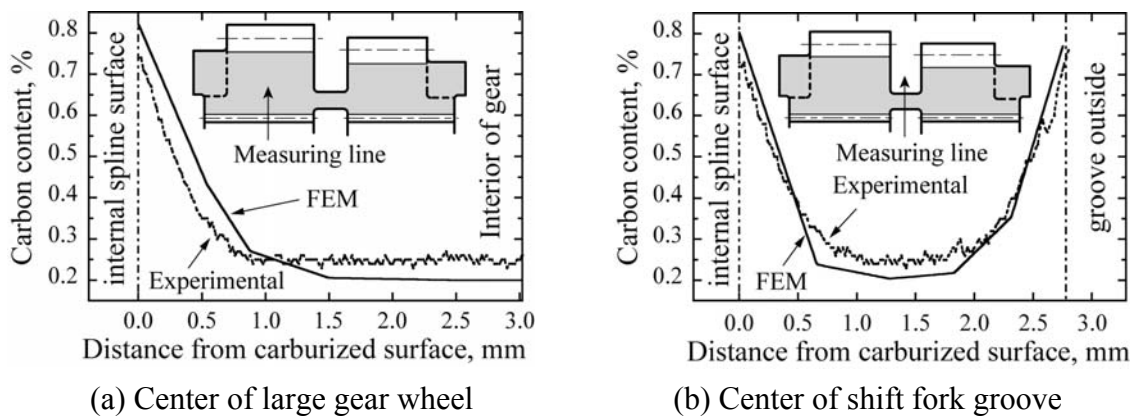 Carbon content, %
0.8
0.7
0.6
0.5
0.4
0.3
0.2
internal spline surface
Measuring line
FEM
Experimental
Interior of gear
0.0 0.5 1.0 1.5 2.0 2.5 3.0
Distance from carburized surface, mm
(a) Center of large gear wheel
Carbon content, %
0.8
0.7
0.6
0.5
0.4
0.3
0.2
internal spline surface
Measuring line
Experimental
FEM
groove outside
0.0 0.5 1.0 1.5 2.0 2.5 3.0
Distance from carburized surface, mm
(b) Center of shift fork groove